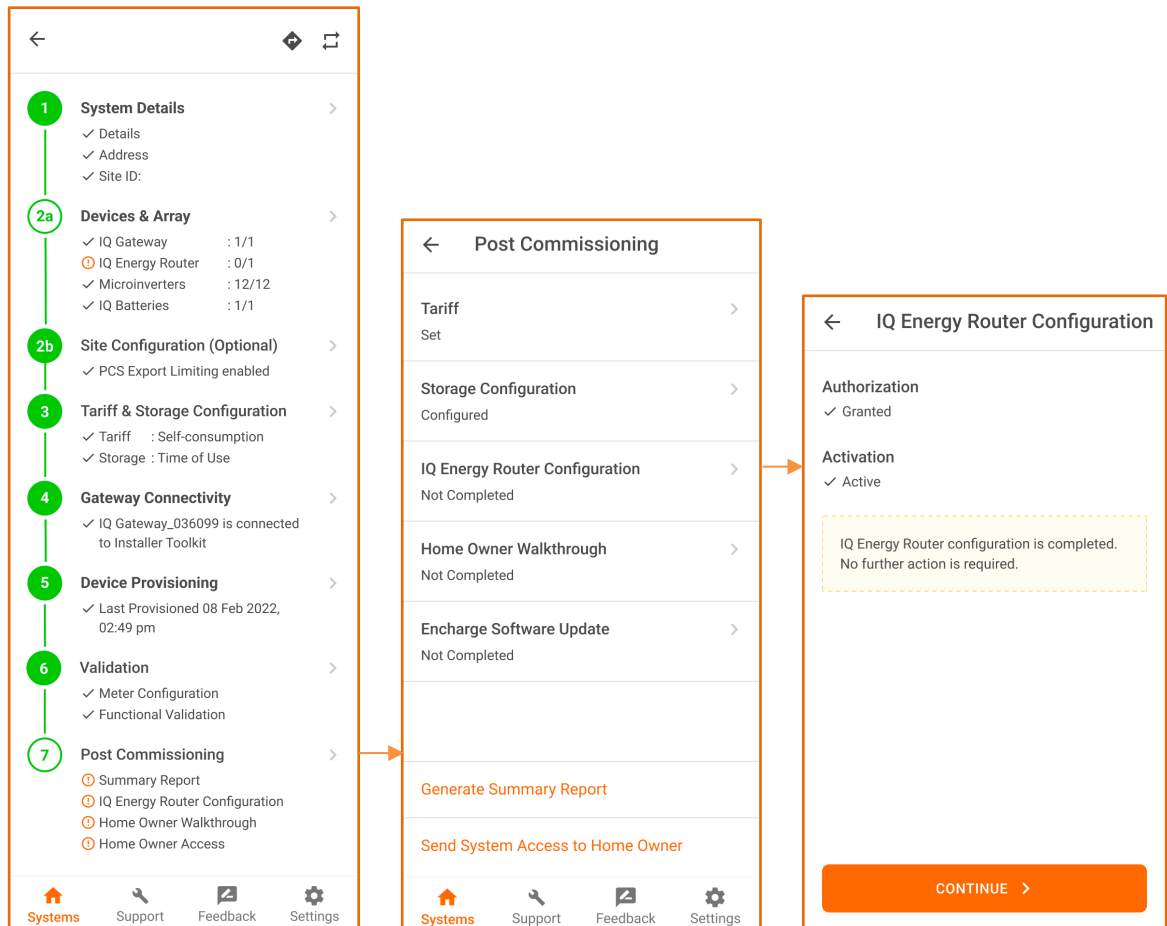 1 System Details
Details
Address
Site ID:
2a Devices & Array
IQ Gateway : 1/1
IQ Energy Router : 0/1
Microinverters : 12/12
IQ Batteries : 1/1
2b Site Configuration (Optional)
PCS Export Limiting enabled
3 Tariff & Storage Configuration
Tariff : Self-consumption
Storage : Time of Use
4 Gateway Connectivity
IQ Gateway_036099 is connected
to Installer Toolkit
5 Device Provisioning
Last Provisioned 08 Feb 2022,
02:49 pm
6 Validation
Meter Configuration
Functional Validation
7 Post Commissioning
Summary Report
IQ Energy Router Configuration
Home Owner Walkthrough
Home Owner Access
Systems Support Feedback Settings
Post Commissioning
Tariff
Set
Storage Configuration
Configured
IQ Energy Router Configuration
Not Completed
Home Owner Walkthrough
Not Completed
Encharge Software Update
Not Completed
Generate Summary Report
Send System Access to Home Owner
Systems Support Feedback Settings
IQ Energy Router Configuration
Authorization
Granted
Activation
Active
IQ Energy Router configuration is completed.
No further action is required.
CONTINUE